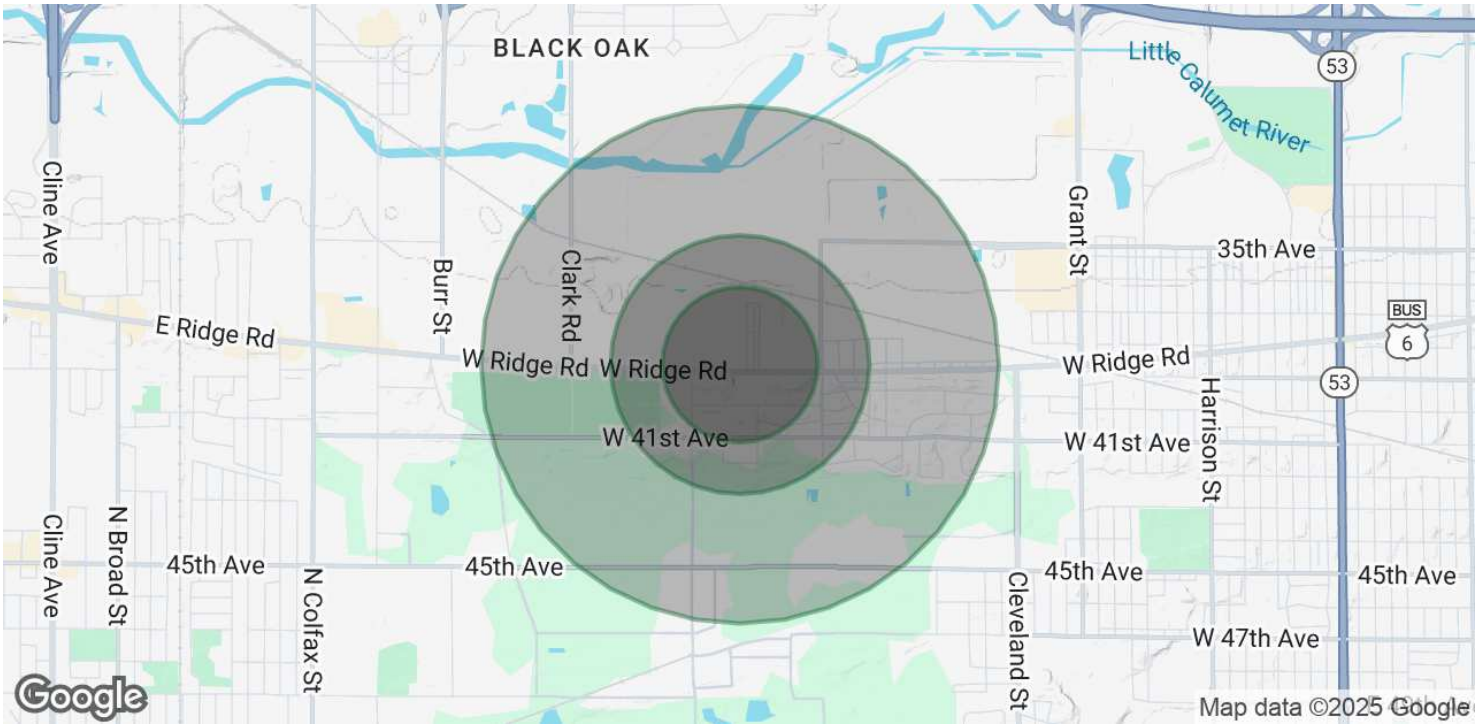 BLACK OAK
Little Calumet River
53
Cline Ave
Grant St
35th Ave
Burr St
Clark Rd
BUS
6
E Ridge Rd
W Ridge Rd
W Ridge Rd
W Ridge Rd
53
Harrison St
W 41st Ave
W 41st Ave
Cline Ave
N Broad St
45th Ave
N Colfax St
45th Ave
45th Ave
45th Ave
Cleveland St
W 47th Ave
Google
Map data ©2025 Google